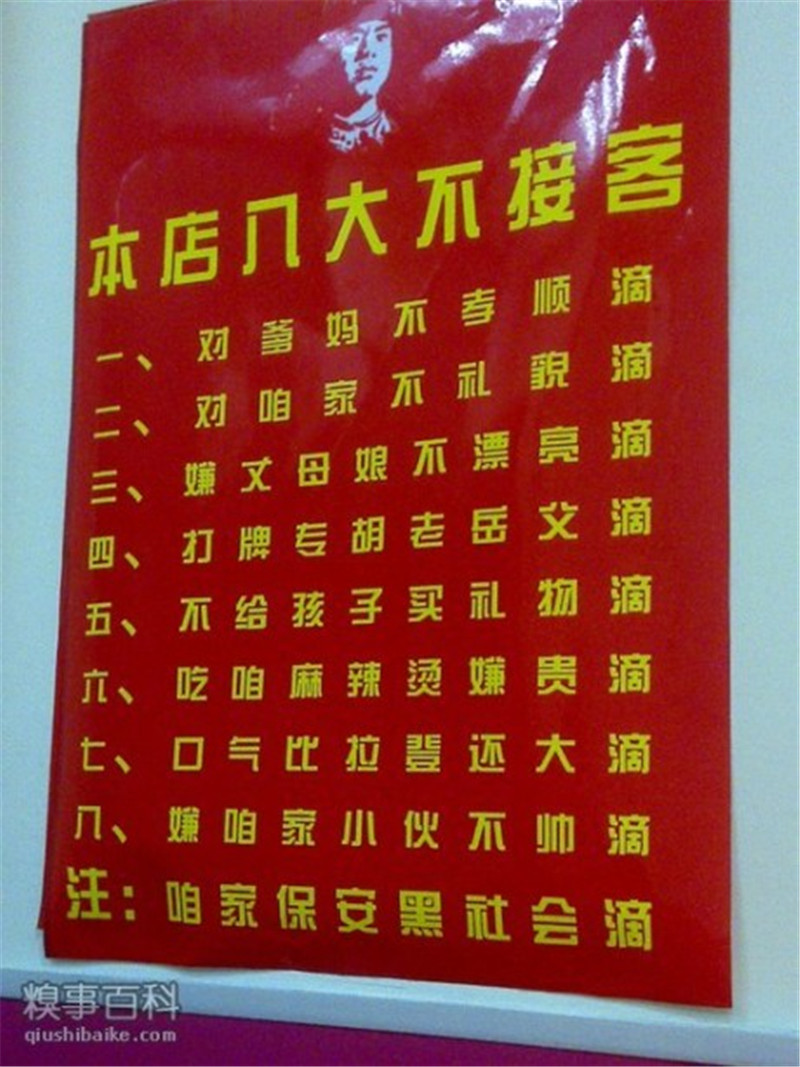 本店八大不接客
一、对爹妈不孝顺滴
二、对咱家不礼貌滴
三、嫌丈母娘不漂亮滴
四、打牌专胡老岳父滴
五、不给孩子买礼物滴
六、吃咱麻辣烫嫌贵滴
七、口气比拉登还大滴
八、嫌咱家小伙不帅滴
注：咱家保安黑社会滴
糗事百科
qiushibaike.com